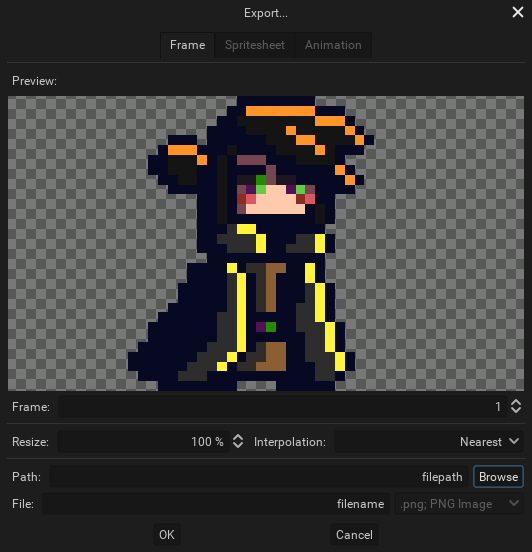 Export...
Frame Spritesheet Animation
Preview:
Frame: 1
Resize: 100 % Interpolation: Nearest
Path: filepath Browse
File: filename .png; PNG Image
OK Cancel